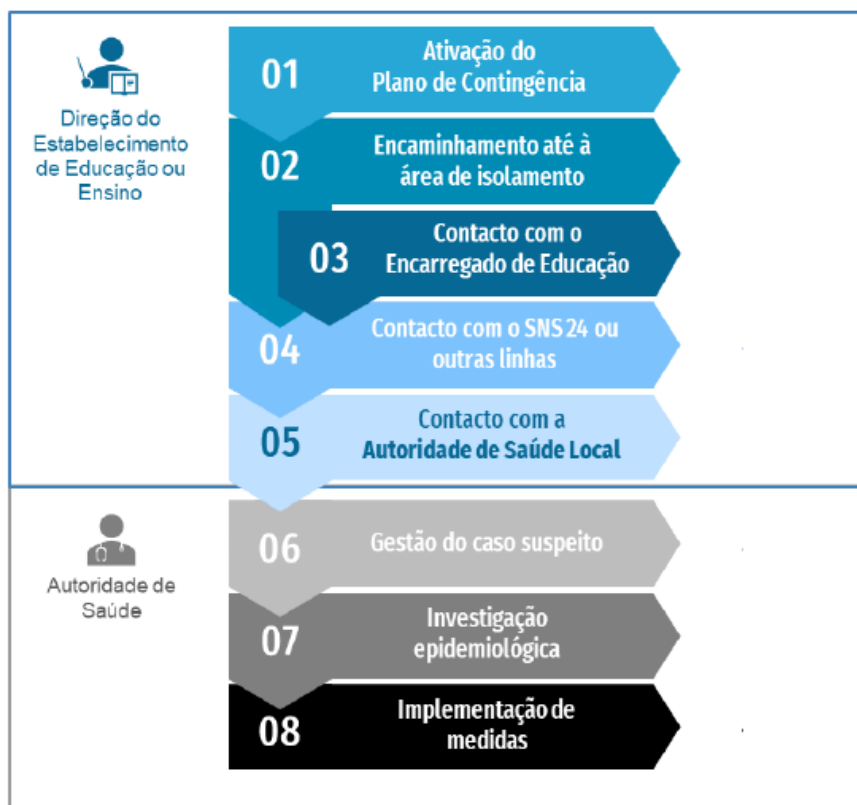 Direção do
Estabelecimento
de Educação ou
Ensino
01
Ativação do
Plano de Contingência
02
Encaminhamento até à
área de isolamento
03
Contacto com o
Encarregado de Educação
04
Contacto com o SNS 24 ou
outras linhas
05
Contacto com a
Autoridade de Saúde Local
Autoridade de
Saúde
06
Gestão do caso suspeito
07
Investigação
epidemiológica
08
Implementação de
medidas